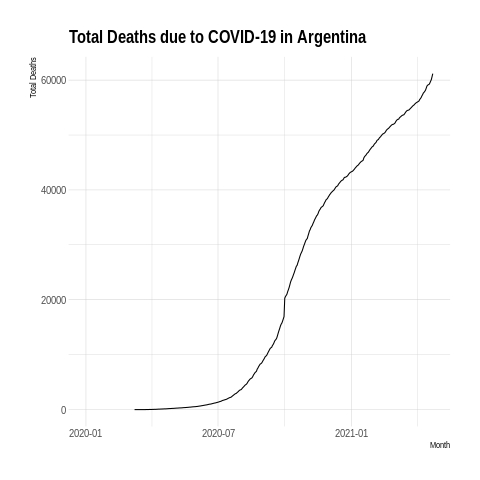 Total Deaths due to COVID-19 in Argentina
Total Deaths
60000
40000
20000
0
2020-01
2020-07
2021-01
Month